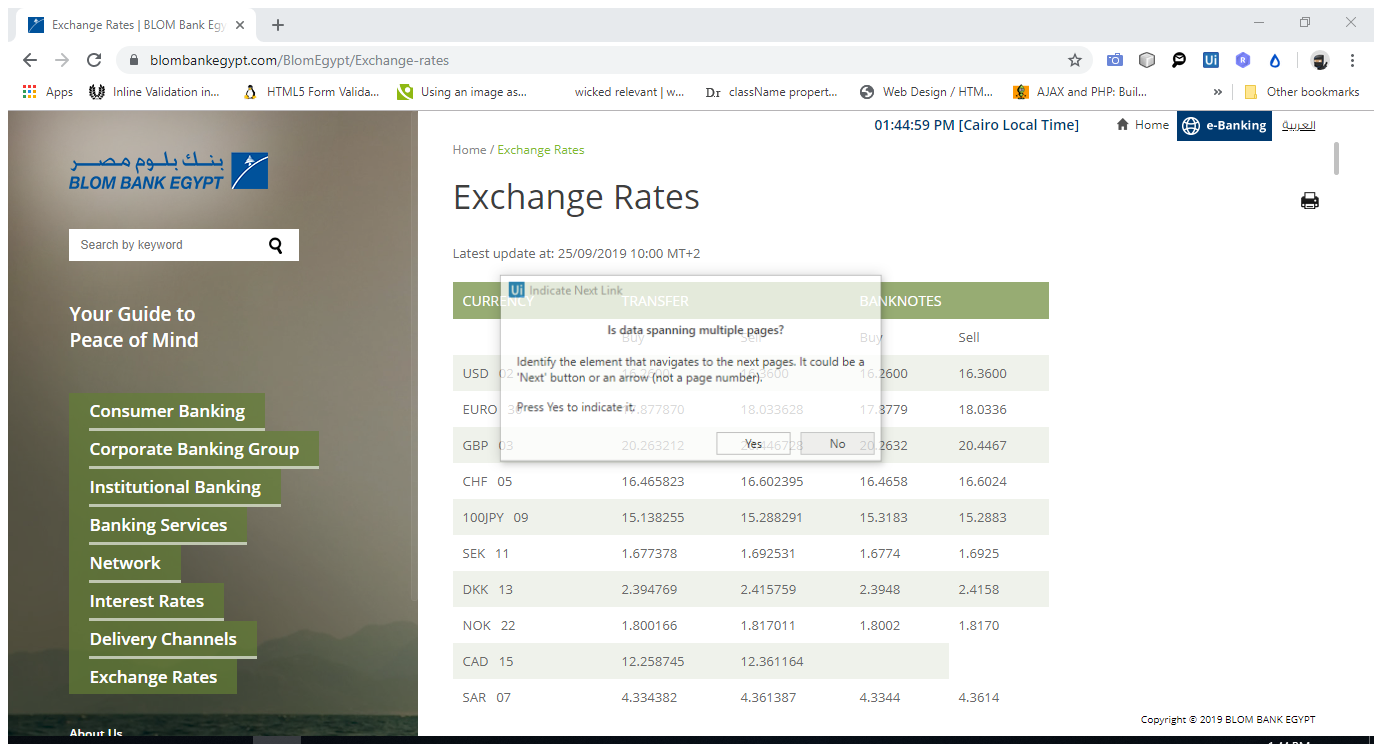 Exchange Rates | BLOM Bank Egy
blombankegypt.com/BlomEgypt/Exchange-rates
Apps Inline Validation in... HTML5 Form Valida... Using an image as... wicked relevant | w... Dr className propert... Web Design / HTM... AJAX and PHP: Buil... » Other bookmarks
01:44:59 PM [Cairo Local Time] Home e-Banking العربية
بنك بلوم مصر
BLOM BANK EGYPT
Search by keyword
Your Guide to
Peace of Mind
Consumer Banking
Corporate Banking Group
Institutional Banking
Banking Services
Network
Interest Rates
Delivery Channels
Exchange Rates
About Us
Home / Exchange Rates
Exchange Rates
Latest update at: 25/09/2019 10:00 MT+2
CURRENCY TRANSFER BANKNOTES
Buy Sell Buy Sell
Ui Indicate Next Link
Is data spanning multiple pages?
Identify the element that navigates to the next pages. It could be a
'Next' button or an arrow (not a page number).
Press Yes to indicate it.
Yes No
USD 02 16.3600 16.2600 16.3600
EURO 17.877870 18.033628 17.8779 18.0336
GBP 03 20.263212 20.446728 20.2632 20.4467
CHF 05 16.465823 16.602395 16.4658 16.6024
100JPY 09 15.138255 15.288291 15.3183 15.2883
SEK 11 1.677378 1.692531 1.6774 1.6925
DKK 13 2.394769 2.415759 2.3948 2.4158
NOK 22 1.800166 1.817011 1.8002 1.8170
CAD 15 12.258745 12.361164
SAR 07 4.334382 4.361387 4.3344 4.3614
Copyright © 2019 BLOM BANK EGYPT